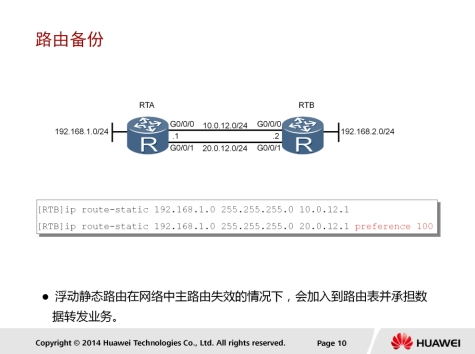 路由备份
RTA
RTB
G0/0/0 10.0.12.0/24 G0/0/0
192.168.1.0/24 .1 .2 192.168.2.0/24
R R
G0/0/1 20.0.12.0/24 G0/0/1
[RTB]ip route-static 192.168.1.0 255.255.255.0 10.0.12.1
[RTB]ip route-static 192.168.1.0 255.255.255.0 20.0.12.1 preference 100
● 浮动静态路由在网络中主路由失效的情况下，会加入到路由表并承担数
据转发业务。
Copyright © 2014 Huawei Technologies Co., Ltd. All rights reserved. Page 10 HUAWEI